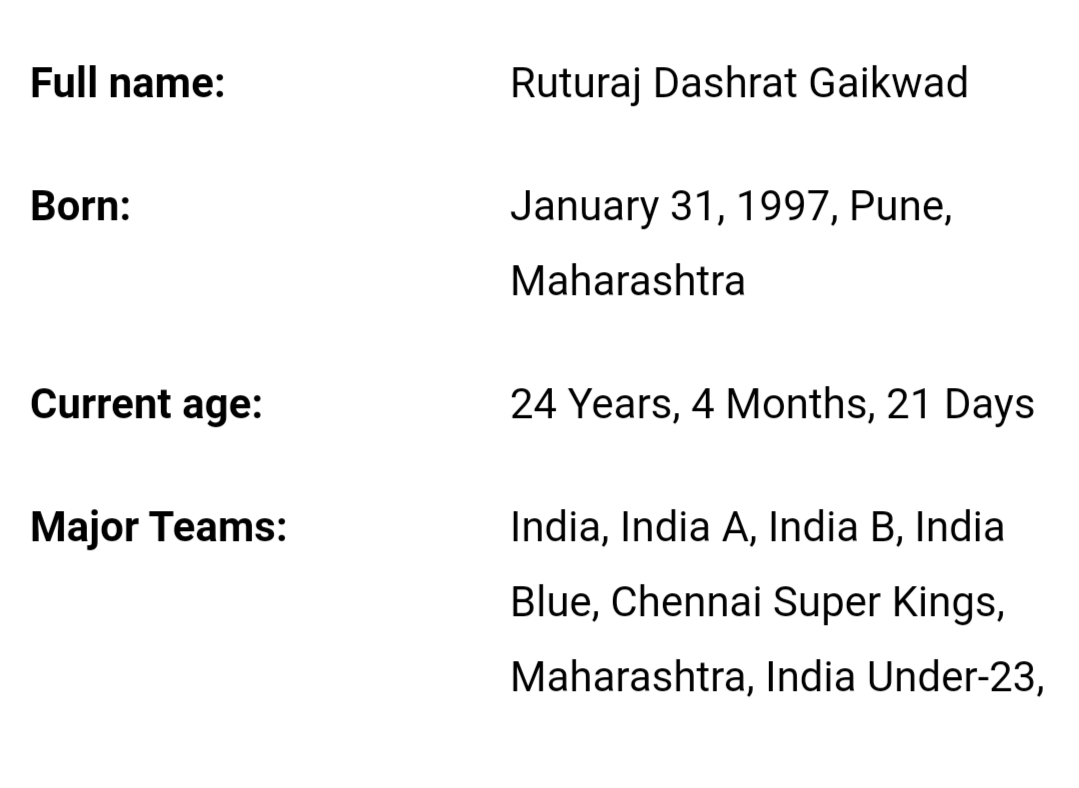 Full name: Ruturaj Dashrat Gaikwad
Born: January 31, 1997, Pune,
Maharashtra
Current age: 24 Years, 4 Months, 21 Days
Major Teams: India, India A, India B, India
Blue, Chennai Super Kings,
Maharashtra, India Under-23,